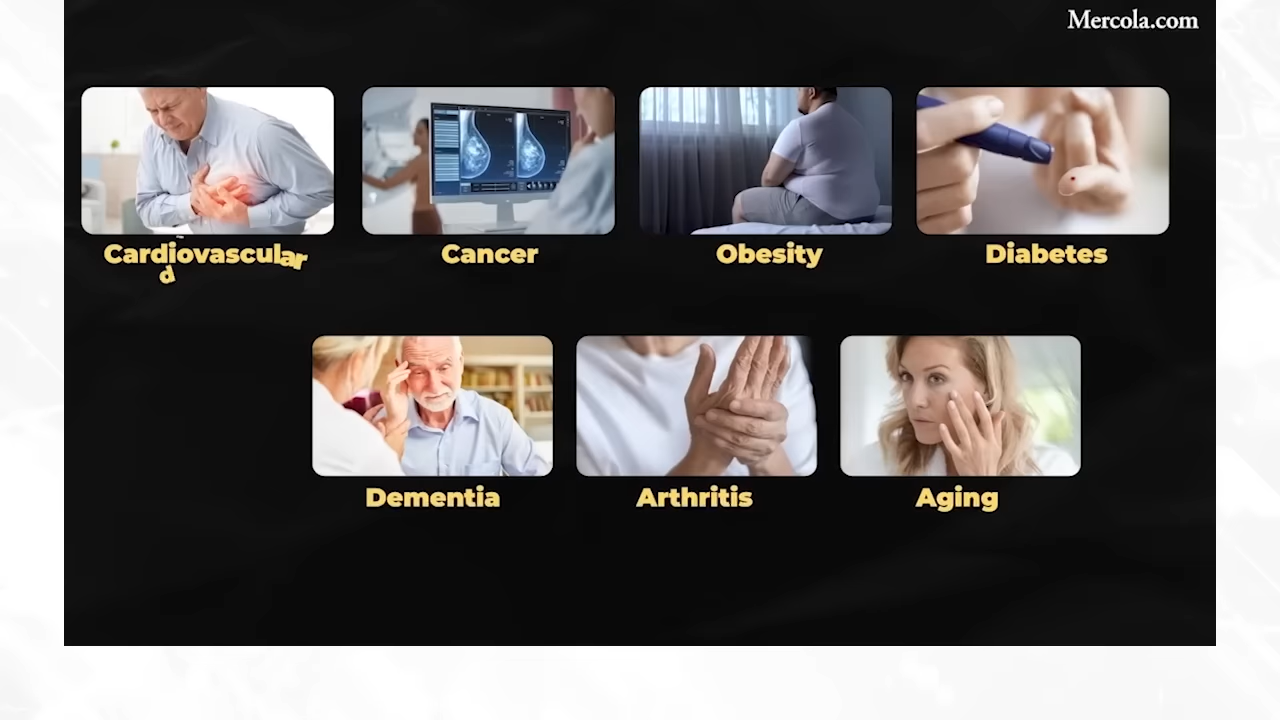 Mercola.com
Cardiovascular
d
Cancer
Obesity
Diabetes
Dementia
Arthritis
Aging